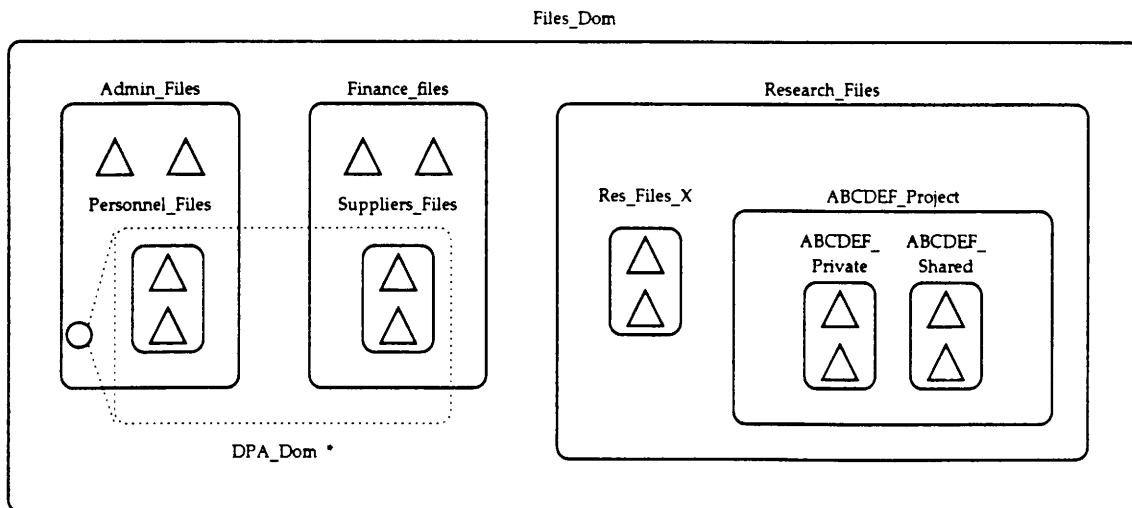 Files_Dom
Admin_Files
Finance_files
Research_Files
Personnel_Files
Suppliers_Files
Res_Files_X
ABCDEF_Project
ABCDEF_
Private
ABCDEF_
Shared
DPA_Dom *